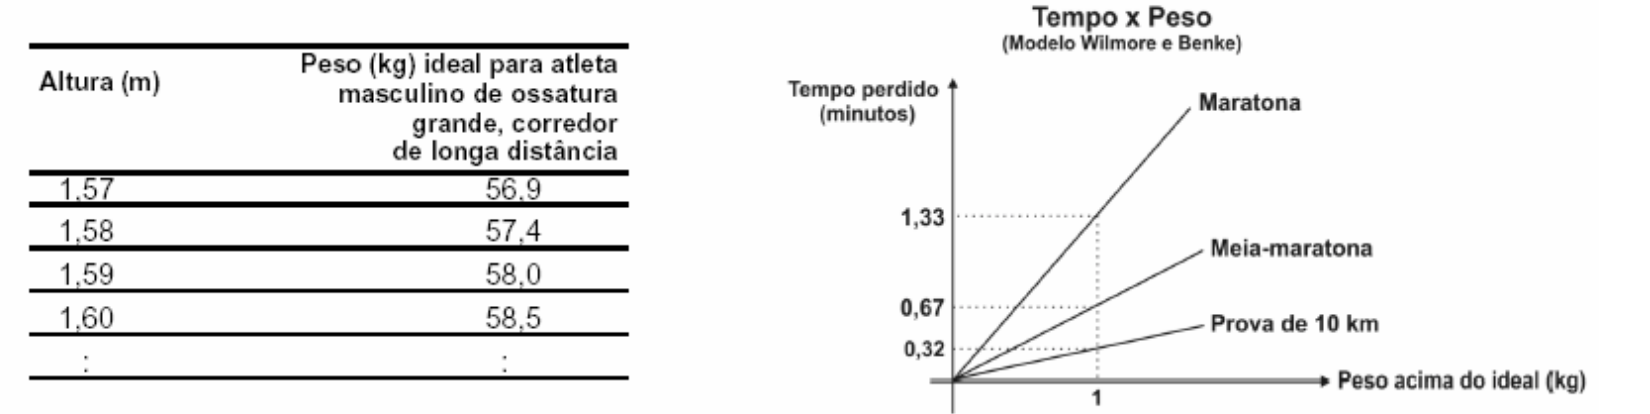 Altura (m) Peso (kg) ideal para atleta
masculino de ossatura
grande, corredor
de longa distância
1,57 56,9
1,58 57,4
1,59 58,0
1,60 58,5
: :
Tempo x Peso
(Modelo Wilmore e Benke)
Tempo perdido
(minutos)
Maratona
1,33
Meia-maratona
0,67
Prova de 10 km
0,32
Peso acima do ideal (kg)
1